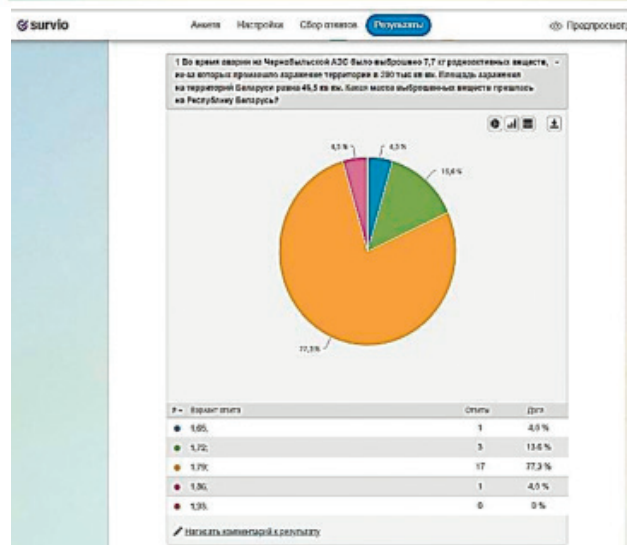 survio
Анкета Настройка Сбор ответов Результаты Предпросмотр
1 Во время аварии на Чернобыльской АЭС было выброшено 7,7 кг радиоактивных веществ,
из-за которых произошло заражение территории в 200 тыс кв км. Площадь заражения
на территорий Беларуси равна 46,5 кв км. Какая масса выброшенных веществ пришлась
на Республику Беларусь?
4,5 % 4,5 %
13,6 %
77,3 %
Вариант ответа Ответы Доля
1,65, 1 4,5 %
1,72; 3 13,6 %
1,79; 17 77,3 %
1,86; 1 4,5 %
1,93. 0 0 %
Написать комментарий к результату